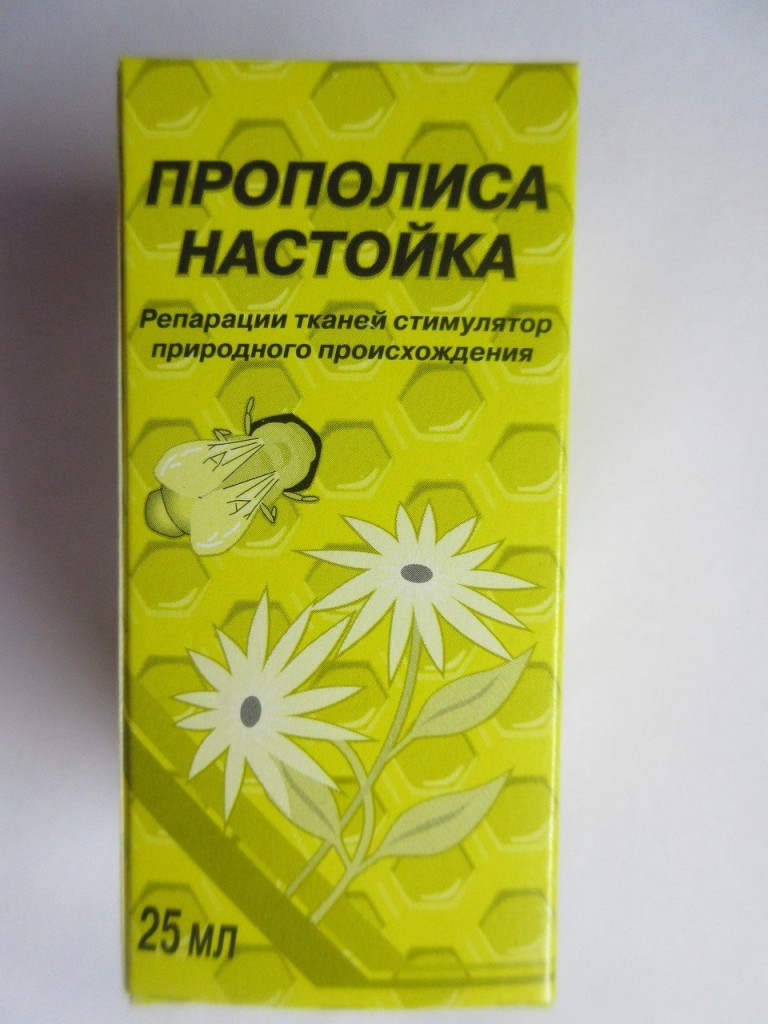 ПРОПОЛИСА
НАСТОЙКА
Репарации тканей стимулятор
природного происхождения
25 мл